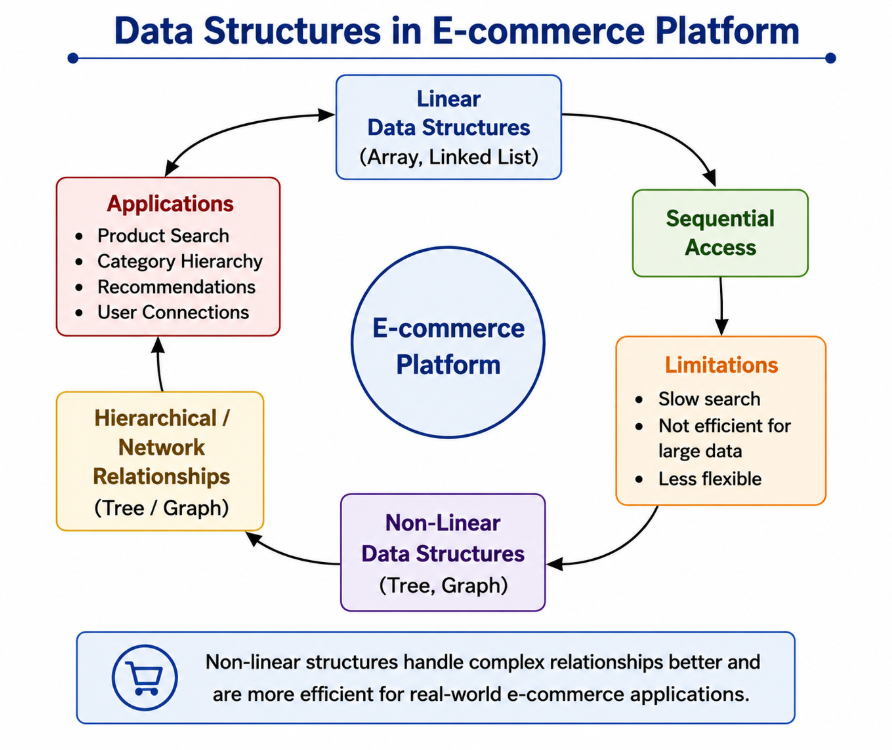 Data Structures in E-commerce Platform
Linear
Data Structures
(Array, Linked List)
Sequential
Access
Limitations
• Slow search
• Not efficient for
large data
• Less flexible
Non-Linear
Data Structures
(Tree, Graph)
Hierarchical /
Network
Relationships
(Tree / Graph)
Applications
• Product Search
• Category Hierarchy
• Recommendations
• User Connections
E-commerce
Platform
Non-linear structures handle complex relationships better and
are more efficient for real-world e-commerce applications.